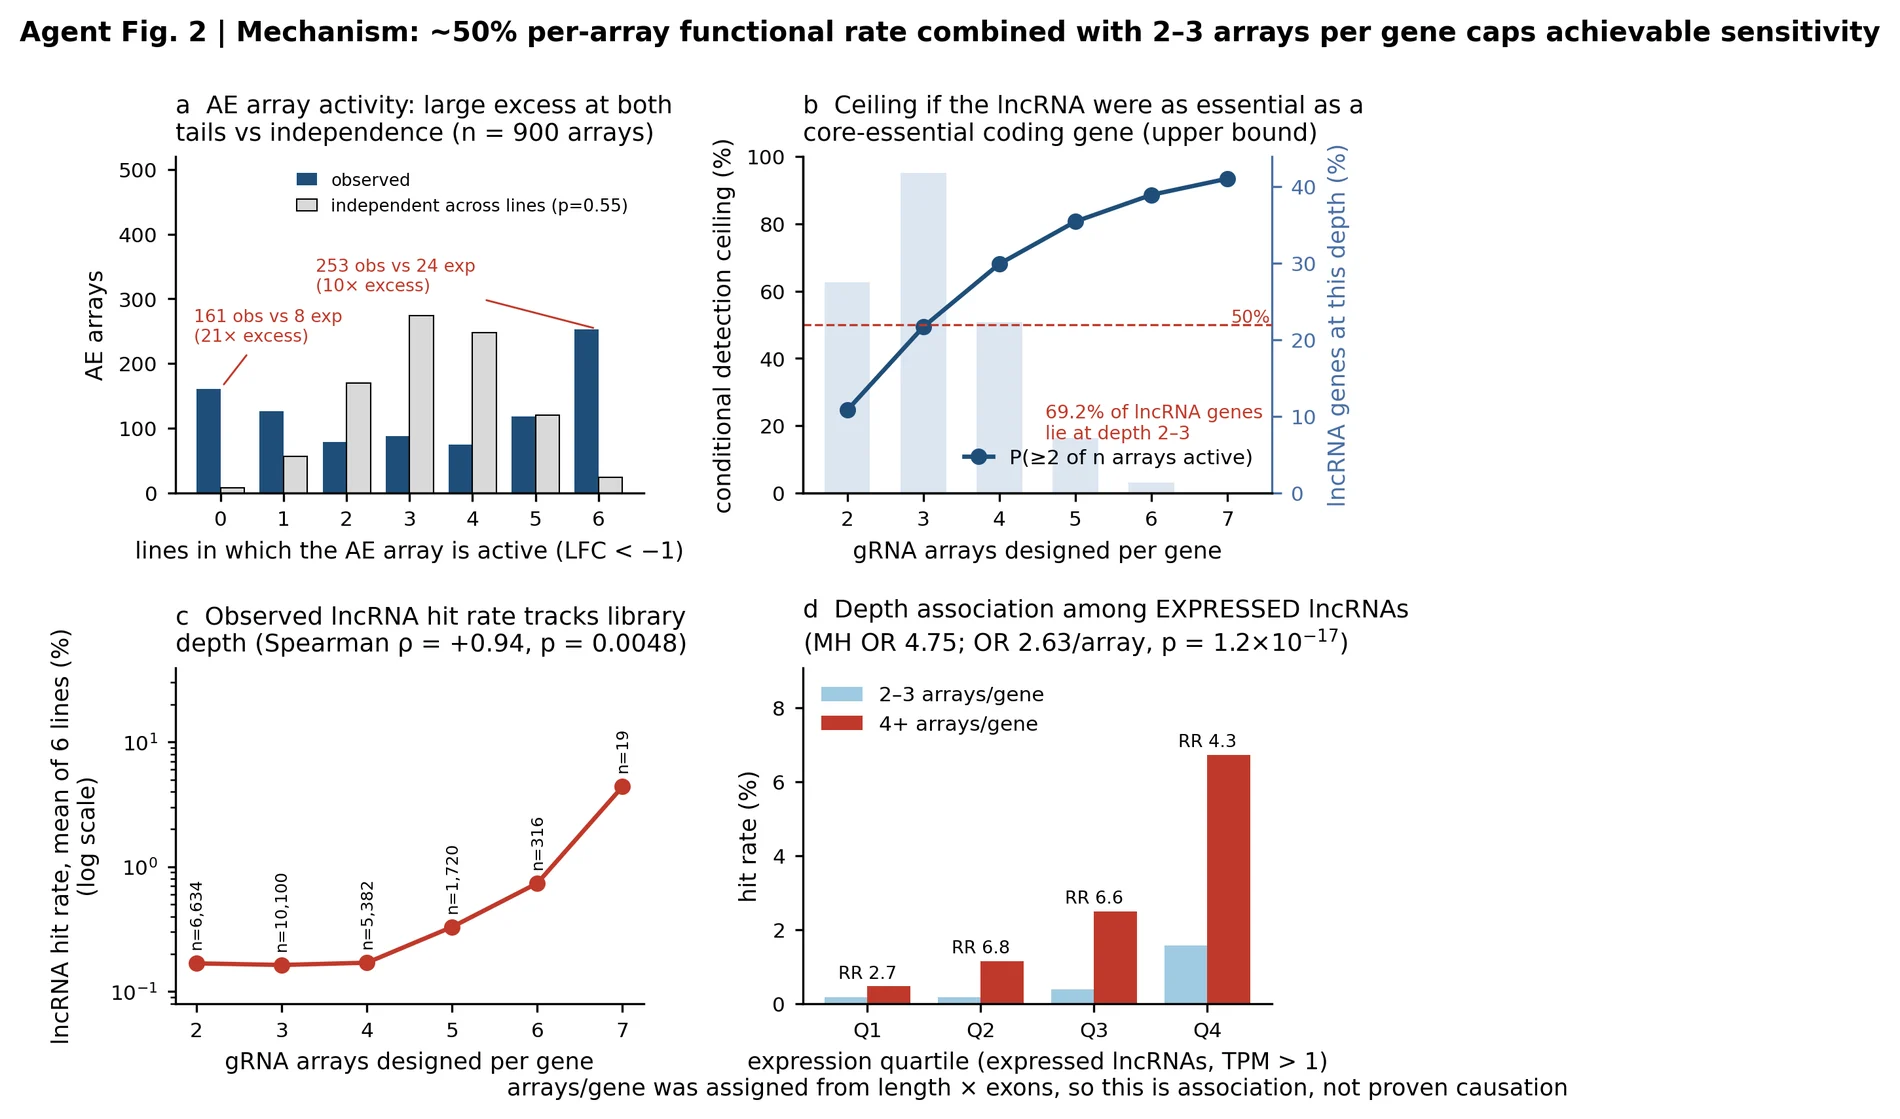 Agent Fig. 2 | Mechanism: ~50% per-array functional rate combined with 2–3 arrays per gene caps achievable sensitivity
a AE array activity: large excess at both
tails vs independence (n = 900 arrays)
AE arrays
500
400
300
200
100
0
observed
independent across lines (p=0.55)
253 obs vs 24 exp
(10× excess)
161 obs vs 8 exp
(21× excess)
0 1 2 3 4 5 6
lines in which the AE array is active (LFC < −1)
b Ceiling if the lncRNA were as essential as a
core-essential coding gene (upper bound)
conditional detection ceiling (%)
100
80
60
40
20
0
50%
69.2% of lncRNA genes
lie at depth 2–3
P(≥2 of n arrays active)
40
30
20
10
0
lncRNA genes at this depth (%)
2 3 4 5 6 7
gRNA arrays designed per gene
c Observed lncRNA hit rate tracks library
depth (Spearman ρ = +0.94, p = 0.0048)
lncRNA hit rate, mean of 6 lines (%)
(log scale)
10¹
10⁰
10⁻¹
n=6,634
n=10,100
n=5,382
n=1,720
n=316
n=19
2 3 4 5 6 7
gRNA arrays designed per gene
d Depth association among EXPRESSED lncRNAs
(MH OR 4.75; OR 2.63/array, p = 1.2×10⁻¹⁷)
hit rate (%)
8
6
4
2
0
2–3 arrays/gene
4+ arrays/gene
RR 2.7
RR 6.8
RR 6.6
RR 4.3
Q1 Q2 Q3 Q4
expression quartile (expressed lncRNAs, TPM > 1)
arrays/gene was assigned from length × exons, so this is association, not proven causation